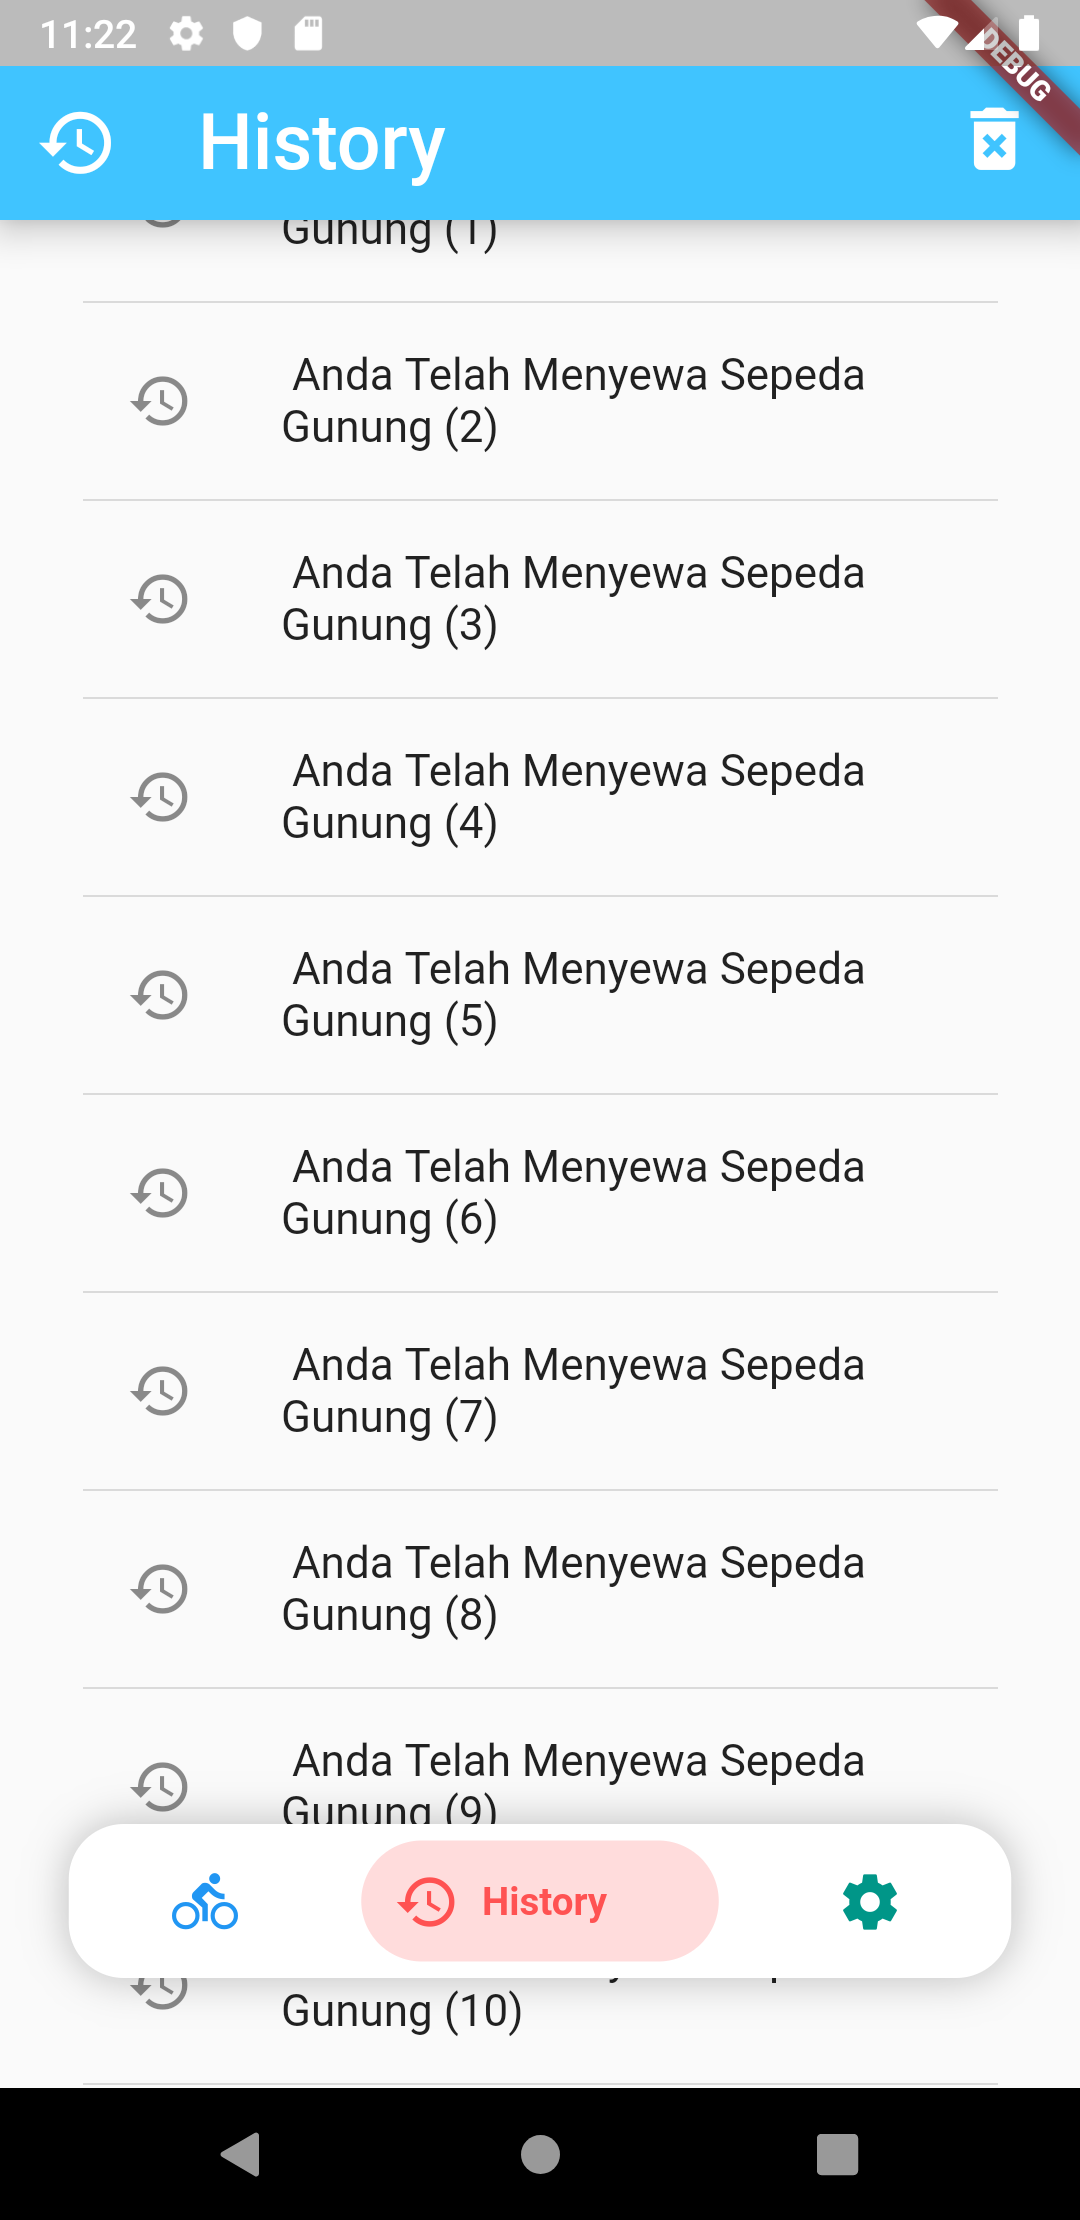 11:22
DEBUG
History
Gunung (1)
Anda Telah Menyewa Sepeda
Gunung (2)
Anda Telah Menyewa Sepeda
Gunung (3)
Anda Telah Menyewa Sepeda
Gunung (4)
Anda Telah Menyewa Sepeda
Gunung (5)
Anda Telah Menyewa Sepeda
Gunung (6)
Anda Telah Menyewa Sepeda
Gunung (7)
Anda Telah Menyewa Sepeda
Gunung (8)
Anda Telah Menyewa Sepeda
Gunung (9)
History
Gunung (10)